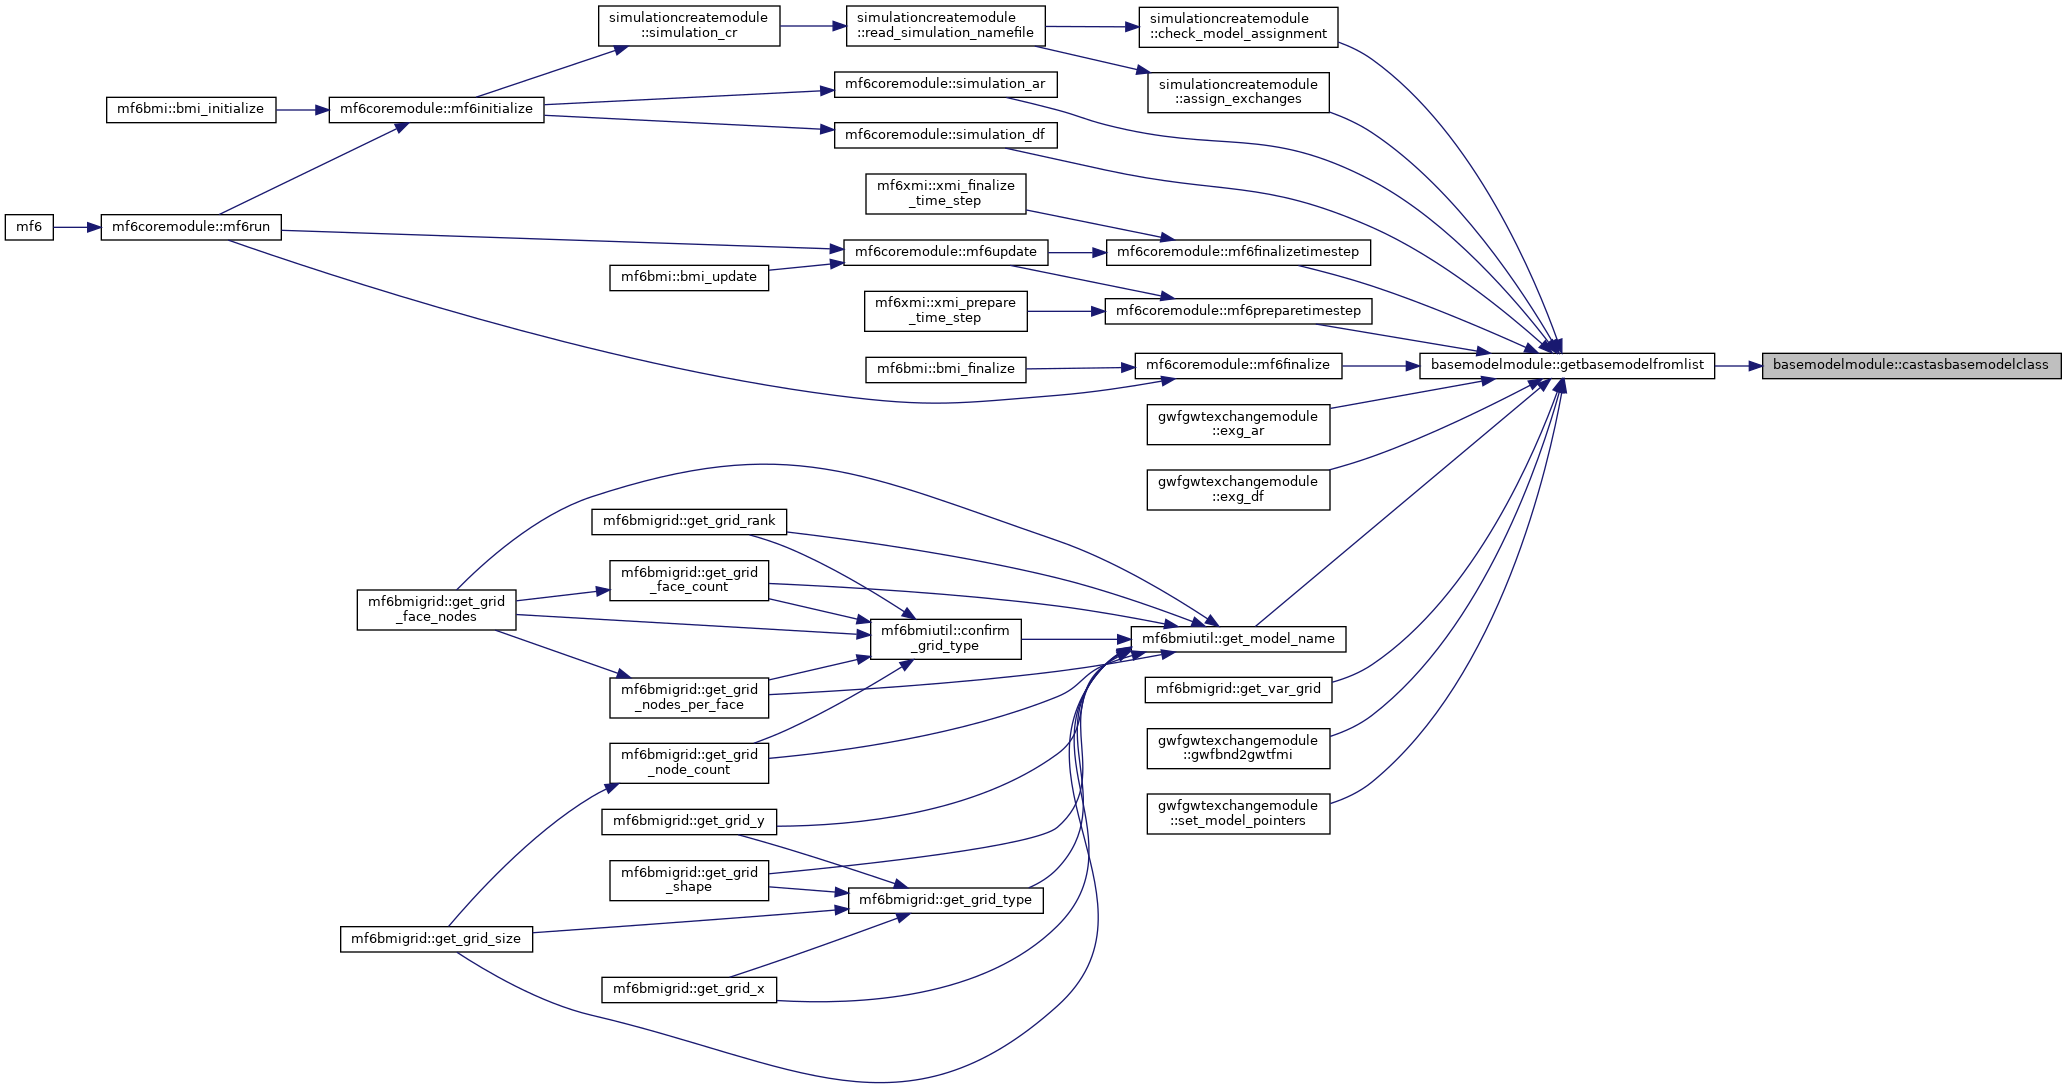 simulationcreatemodule
::simulation_cr
simulationcreatemodule
::read_simulation_namefile
simulationcreatemodule
::check_model_assignment
mf6coremodule::simulation_ar
simulationcreatemodule
::assign_exchanges
mf6bmi::bmi_initialize
mf6coremodule::mf6initialize
mf6coremodule::simulation_df
mf6xmi::xmi_finalize
_time_step
mf6
mf6coremodule::mf6run
mf6coremodule::mf6update
mf6coremodule::mf6finalizetimestep
mf6bmi::bmi_update
mf6xmi::xmi_prepare
_time_step
mf6coremodule::mf6preparetimestep
mf6bmi::bmi_finalize
mf6coremodule::mf6finalize
basemodelmodule::getbasemodelfromlist
basemodelmodule::castasbasemodelclass
gwfgwtexchangemodule
::exg_ar
gwfgwtexchangemodule
::exg_df
mf6bmigrid::get_grid_rank
mf6bmigrid::get_grid
_face_count
mf6bmigrid::get_grid
_face_nodes
mf6bmiutil::confirm
_grid_type
mf6bmiutil::get_model_name
mf6bmigrid::get_grid
_nodes_per_face
mf6bmigrid::get_var_grid
mf6bmigrid::get_grid
_node_count
gwfgwtexchangemodule
::gwfbnd2gwtfmi
mf6bmigrid::get_grid_y
gwfgwtexchangemodule
::set_model_pointers
mf6bmigrid::get_grid
_shape
mf6bmigrid::get_grid_type
mf6bmigrid::get_grid_size
mf6bmigrid::get_grid_x